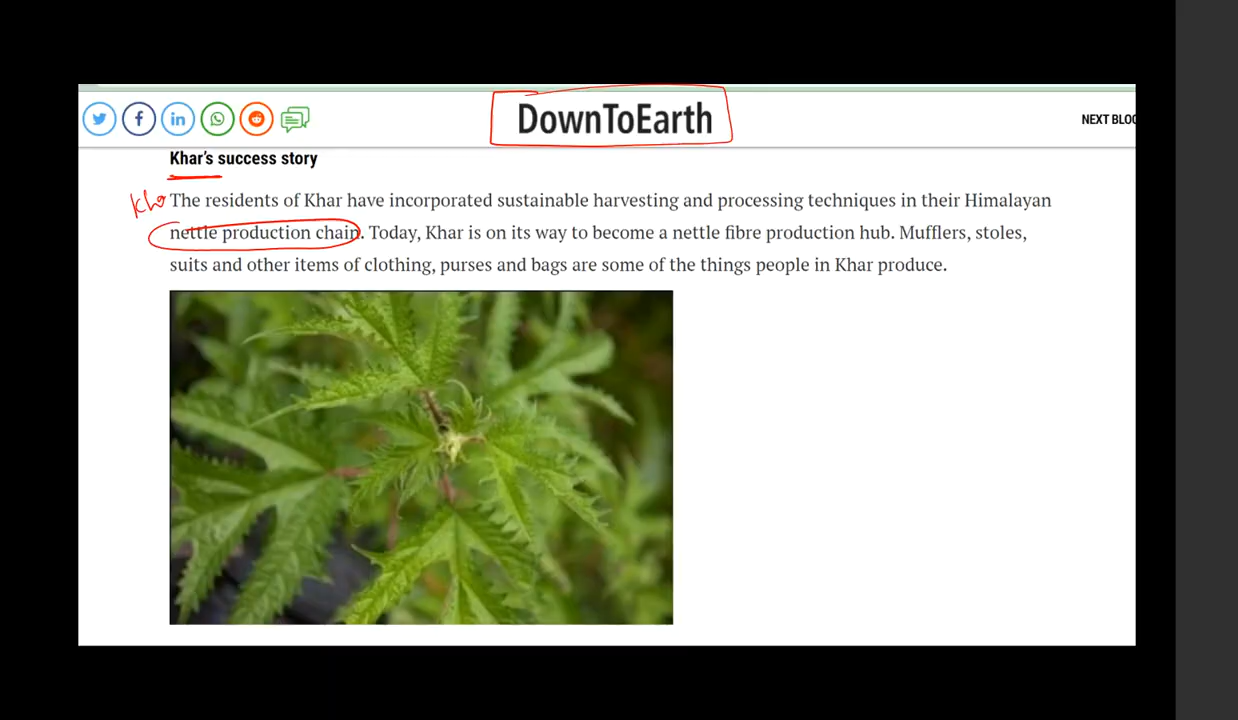 DownToEarth
NEXT BLOG
Khar's success story
Kha
The residents of Khar have incorporated sustainable harvesting and processing techniques in their Himalayan
nettle production chain. Today, Khar is on its way to become a nettle fibre production hub. Mufflers, stoles,
suits and other items of clothing, purses and bags are some of the things people in Khar produce.